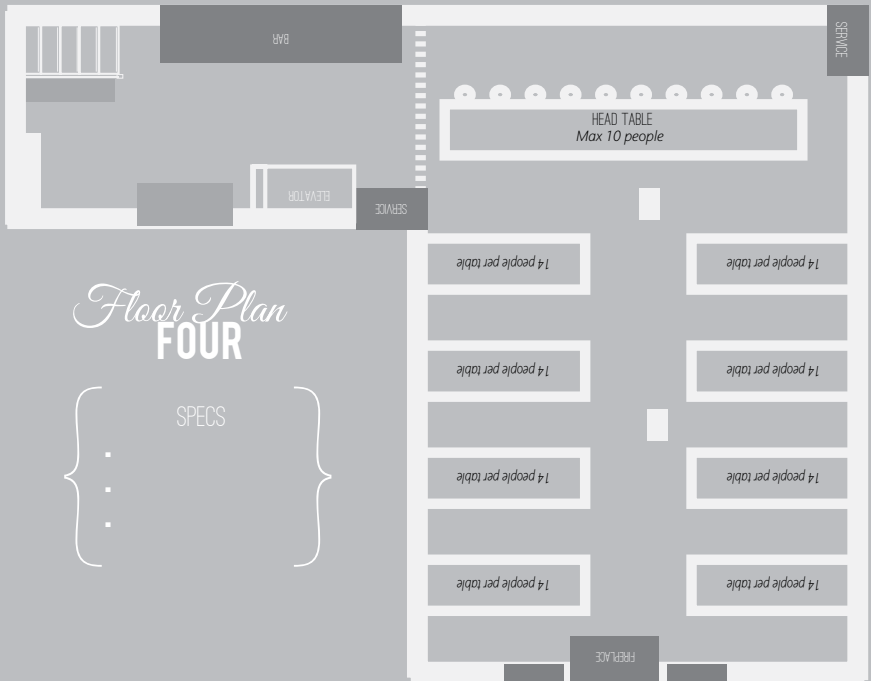 BAR
SERVICE
HEAD TABLE
Max 10 people
ELEVATOR
SERVICE
14 people per table
14 people per table
Floor Plan
FOUR
14 people per table
14 people per table
SPECS
14 people per table
14 people per table
14 people per table
14 people per table
FIREPLACE